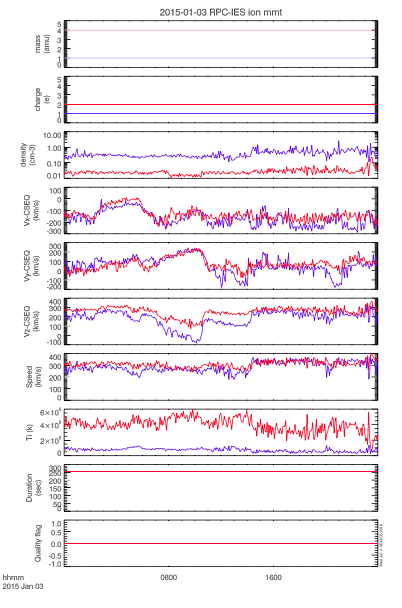 2015-01-03 RPC-IES ion mmt
mass
(amu)
5
4
3
2
1
0
charge
(e)
5
4
3
2
1
0
density
(cm-3)
10.00
1.00
0.10
0.01
Vx-CSEQ
(km/s)
100
0
-100
-200
-300
Vy-CSEQ
(km/s)
300
200
100
0
-100
-200
Vz-CSEQ
(km/s)
400
300
200
100
0
-100
Speed
(km/s)
400
300
200
100
0
Ti (k)
6×10⁶
4×10⁶
2×10⁶
0
Duration
(sec)
300
250
200
150
100
50
0
Quality flag
1.0
0.5
0.0
-0.5
-1.0
hhmm
2015 Jan 03
0800
1600